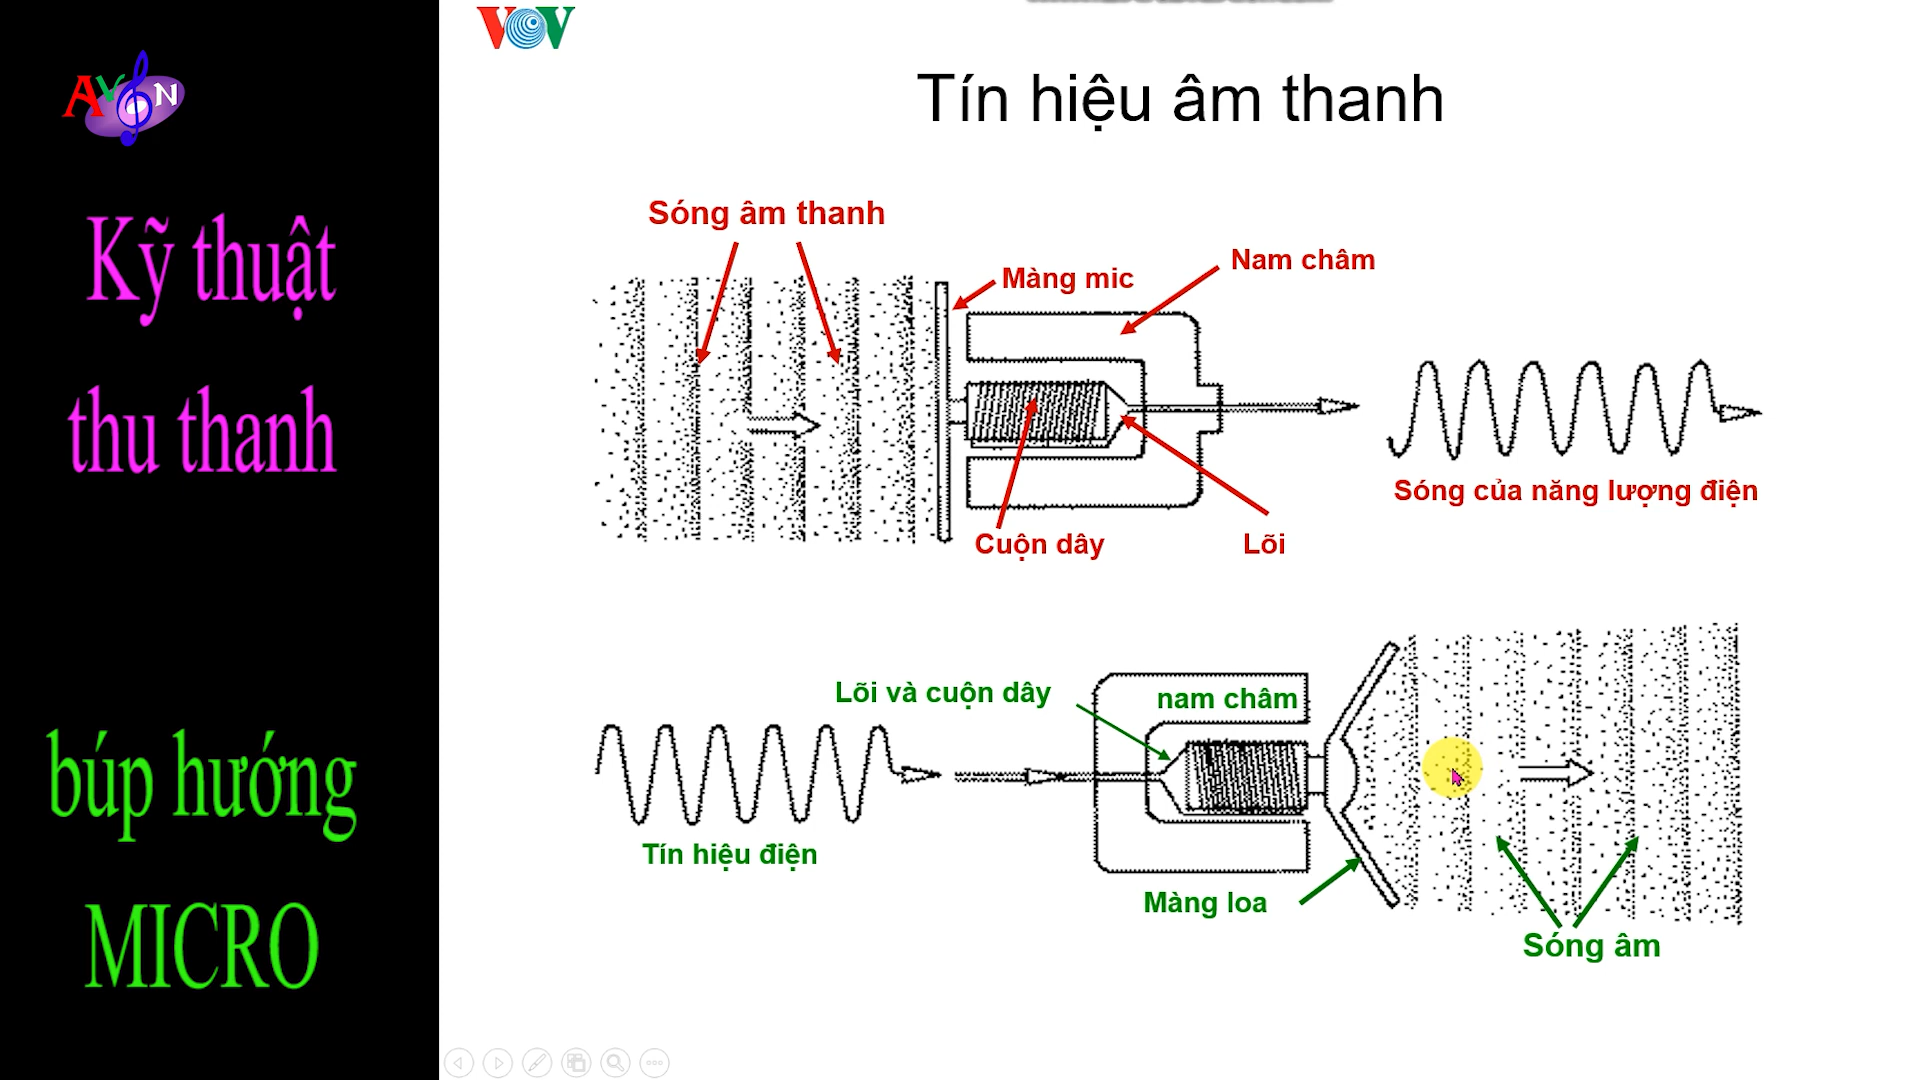 AVN
Kỹ thuật
thu thanh
búp hướng
MICRO
VOV
Tín hiệu âm thanh
Sóng âm thanh
Màng mic
Nam châm
Sóng của năng lượng điện
Cuộn dây
Lõi
Lõi và cuộn dây
nam châm
Tín hiệu điện
Màng loa
Sóng âm